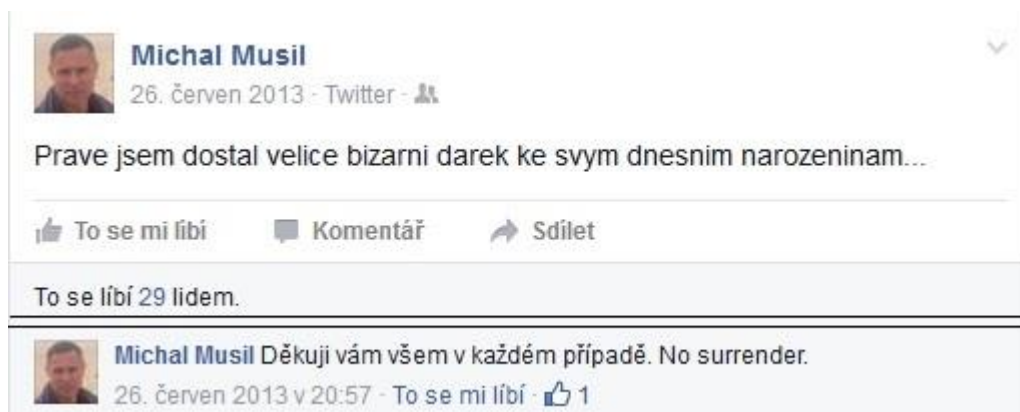 Michal Musil
26. červen 2013 · Twitter ·
Prave jsem dostal velice bizarni darek ke svym dnesnim narozeninam...
To se mi líbí Komentář Sdílet
To se líbí 29 lidem.
Michal Musil Děkuji vám všem v každém případě. No surrender.
26. červen 2013 v 20:57 · To se mi líbí · 1